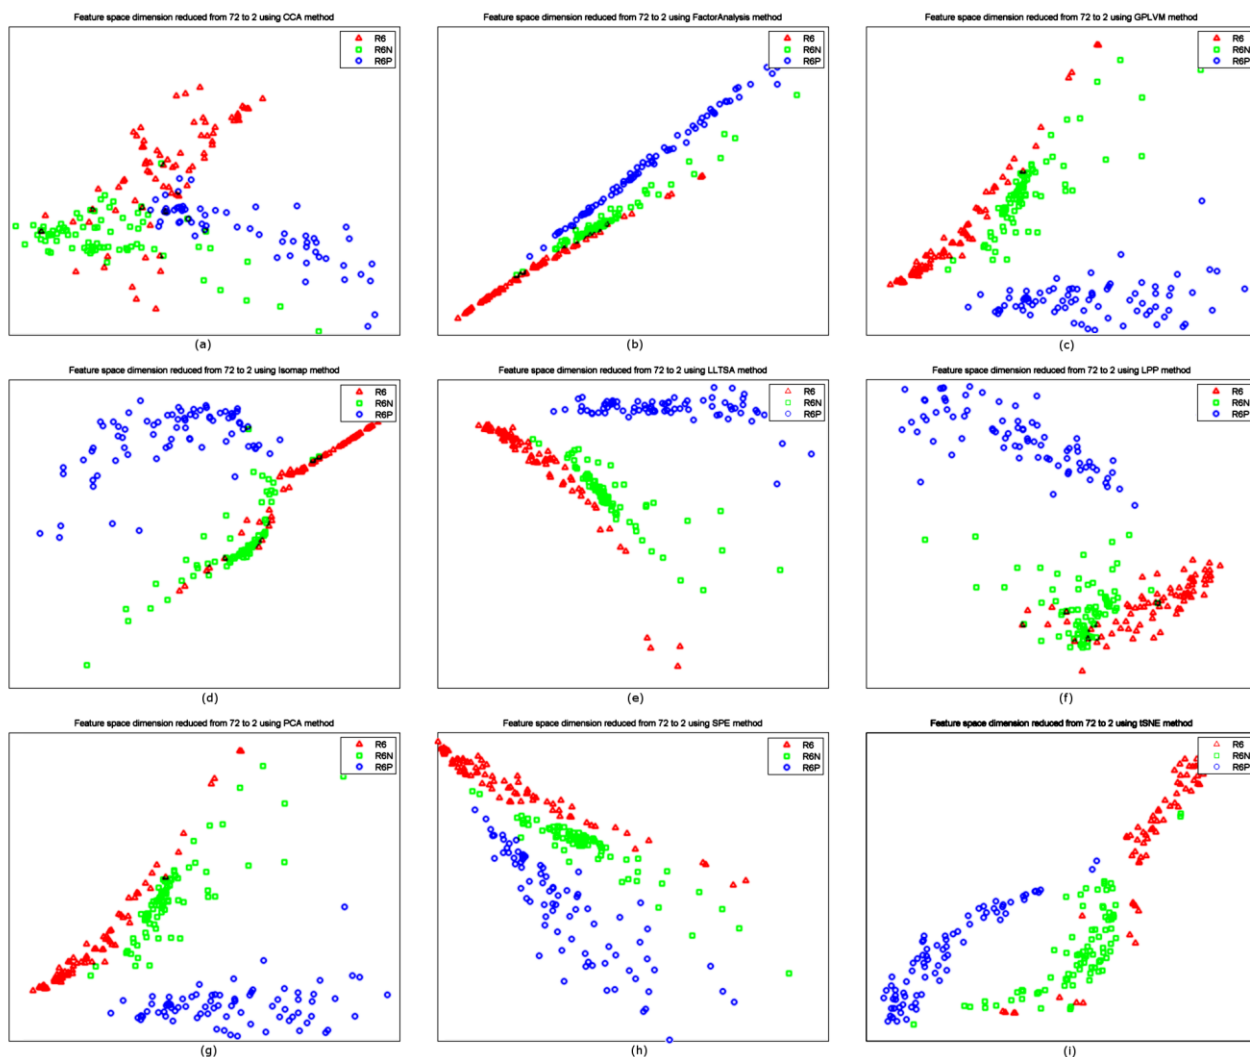 Feature space dimension reduced from 72 to 2 using CCA method
R6
R6N
R6P
(a)
Feature space dimension reduced from 72 to 2 using FactorAnalysis method
R6
R6N
R6P
(b)
Feature space dimension reduced from 72 to 2 using GPLVM method
R6
R6N
R6P
(c)
Feature space dimension reduced from 72 to 2 using Isomap method
R6
R6N
R6P
(d)
Feature space dimension reduced from 72 to 2 using LLTSA method
R6
R6N
R6P
(e)
Feature space dimension reduced from 72 to 2 using LPP method
R6
R6N
R6P
(f)
Feature space dimension reduced from 72 to 2 using PCA method
R6
R6N
R6P
(g)
Feature space dimension reduced from 72 to 2 using SPE method
R6
R6N
R6P
(h)
Feature space dimension reduced from 72 to 2 using tSNE method
R6
R6N
R6P
(i)